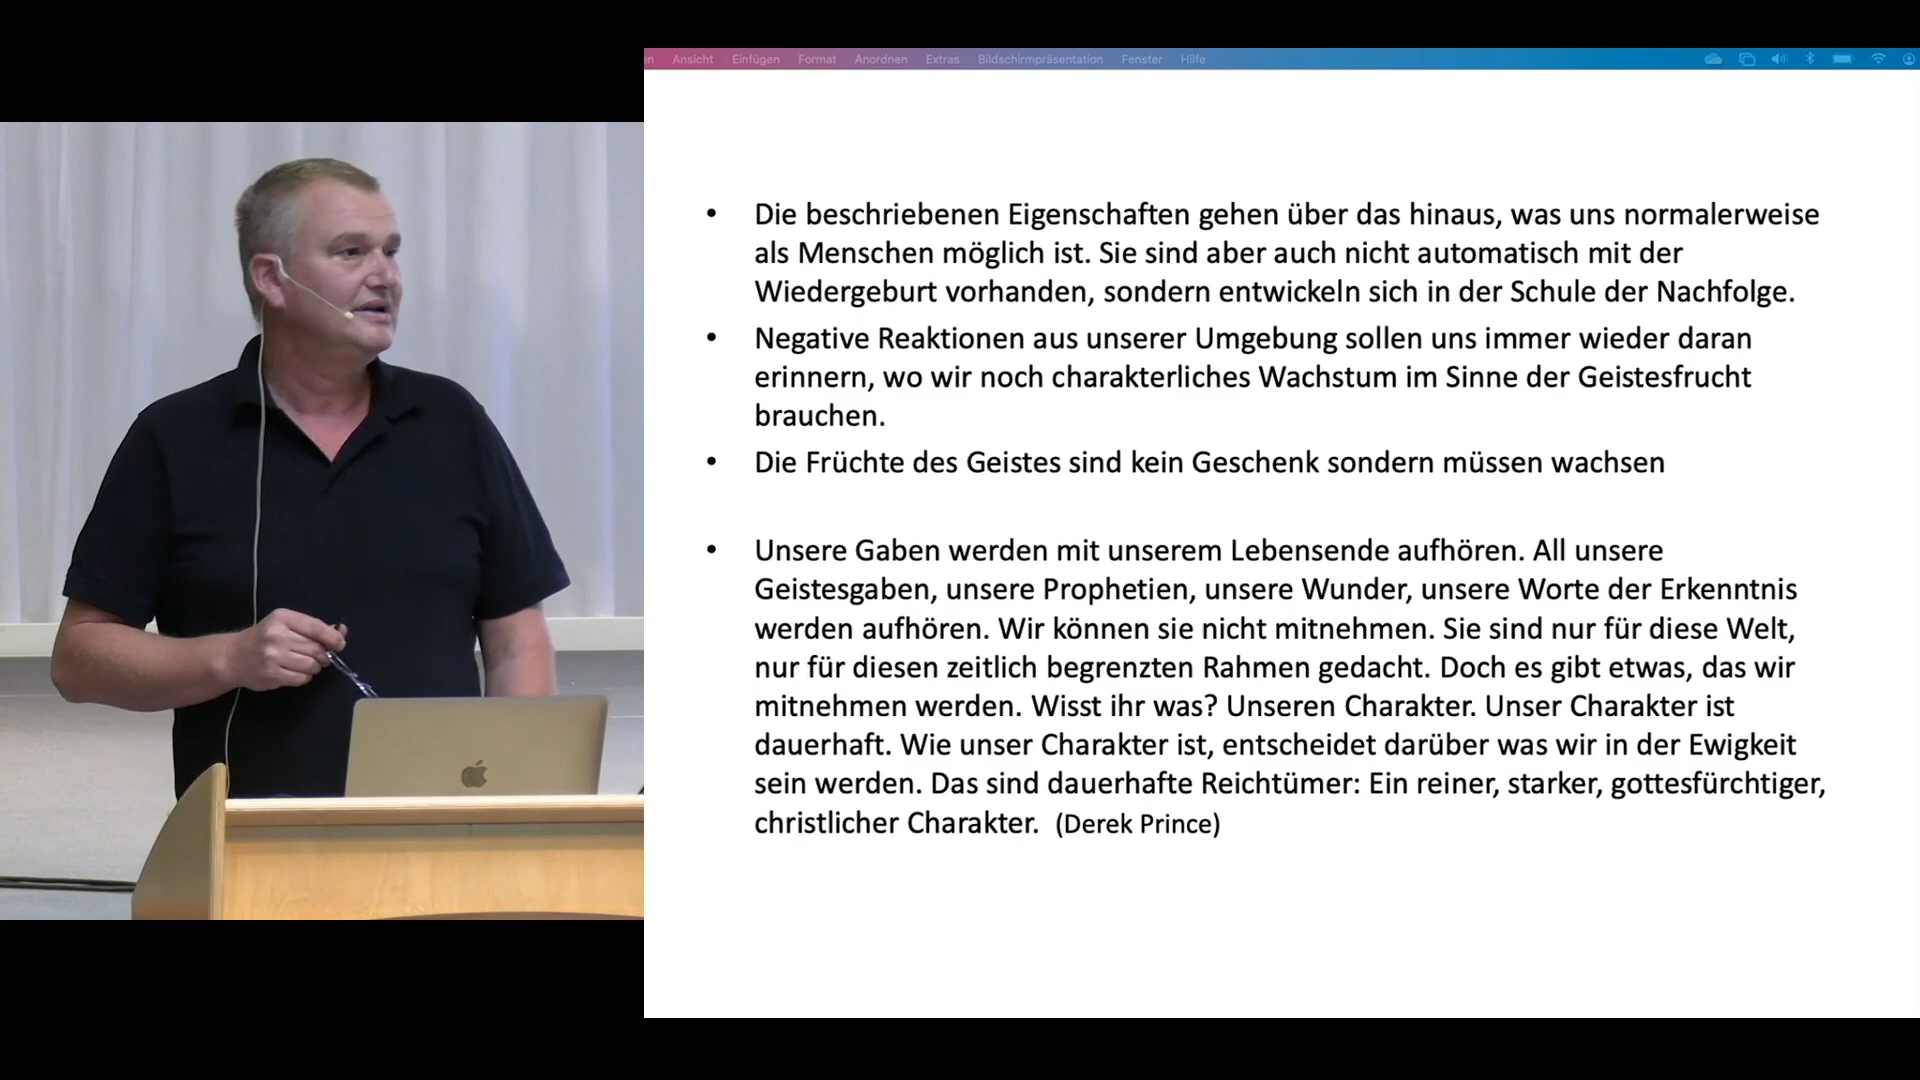 en Ansicht Einfügen Format Anordnen Extras Bildschirmpräsentation Fenster Hilfe
• Die beschriebenen Eigenschaften gehen über das hinaus, was uns normalerweise
als Menschen möglich ist. Sie sind aber auch nicht automatisch mit der
Wiedergeburt vorhanden, sondern entwickeln sich in der Schule der Nachfolge.
• Negative Reaktionen aus unserer Umgebung sollen uns immer wieder daran
erinnern, wo wir noch charakterliches Wachstum im Sinne der Geistesfrucht
brauchen.
• Die Früchte des Geistes sind kein Geschenk sondern müssen wachsen
• Unsere Gaben werden mit unserem Lebensende aufhören. All unsere
Geistesgaben, unsere Prophetien, unsere Wunder, unsere Worte der Erkenntnis
werden aufhören. Wir können sie nicht mitnehmen. Sie sind nur für diese Welt,
nur für diesen zeitlich begrenzten Rahmen gedacht. Doch es gibt etwas, das wir
mitnehmen werden. Wisst ihr was? Unseren Charakter. Unser Charakter ist
dauerhaft. Wie unser Charakter ist, entscheidet darüber was wir in der Ewigkeit
sein werden. Das sind dauerhafte Reichtümer: Ein reiner, starker, gottesfürchtiger,
christlicher Charakter. (Derek Prince)